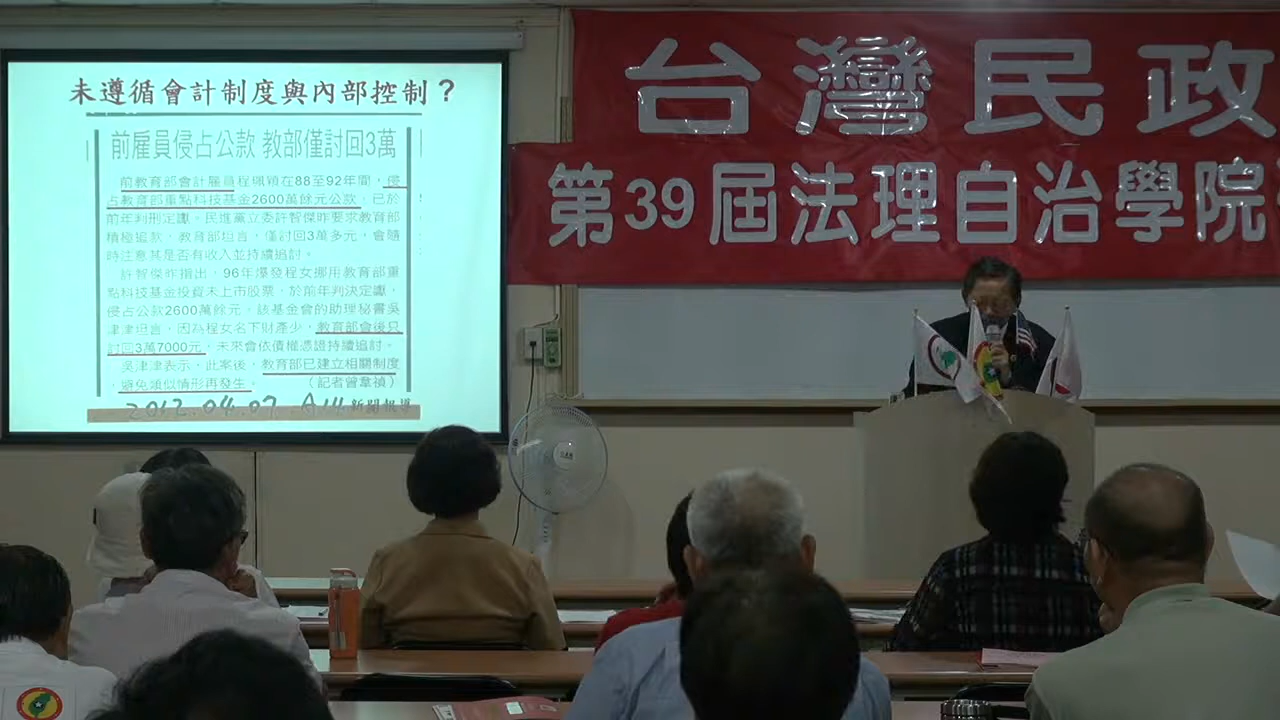 未遵循會計制度與內部控制？
前雇員侵占公款 教部僅討回3萬
前教育部會計雇員程珮穎在88至92年間，侵
占教育部重點科技基金2600萬餘元公款，已於
前年判刑定讞，民進黨立委許智傑昨要求教育部
積極追款，教育部坦言，僅討回3萬多元，會隨
時注意其是否有收入並持續追討。
許智傑昨指出，96年爆發程女挪用教育部重
點科技基金投資未上市股票，於前年判決定讞，
侵占公款2600萬餘元，該基金會的助理秘書吳
津津坦言，因為程女名下財產少，教育部會後只
討回3萬7000元，未來會依債權憑證持續追討。
吳津津表示，此案後，教育部已建立相關制度
，避免類似情形再發生。（記者曾韋禎）
2012.04.07. A14 新聞報導
台灣民政
第39屆法理自治學院